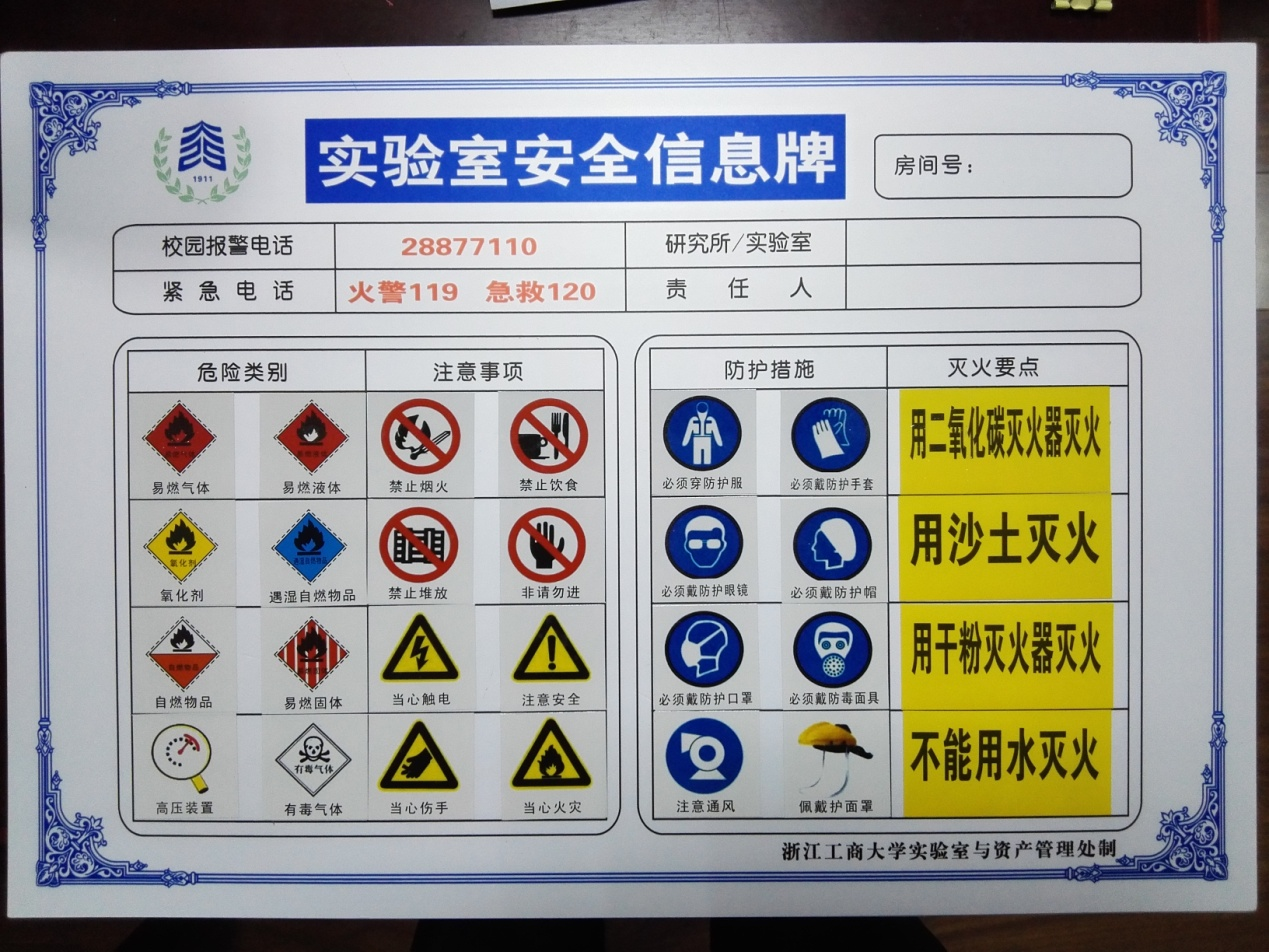 1911
实验室安全信息牌
房间号：
校园报警电话 28877110 研究所/实验室
紧急电话 火警119 急救120 责任人
危险类别 注意事项 防护措施 灭火要点
易燃气体 易燃液体 禁止烟火 禁止饮食 必须穿防护服 必须戴防护手套 用二氧化碳灭火器灭火
氧化剂
氧化剂 遇湿自燃物品 禁止堆放 非请勿进 必须戴防护眼镜 必须戴防护帽 用沙土灭火
自燃物品 易燃固体 当心触电 注意安全 必须戴防护口罩 必须戴防毒面具 用干粉灭火器灭火
有毒气体
高压装置 有毒气体 当心伤手 当心火灾 注意通风 佩戴护面罩 不能用水灭火
浙江工商大学实验室与资产管理处制